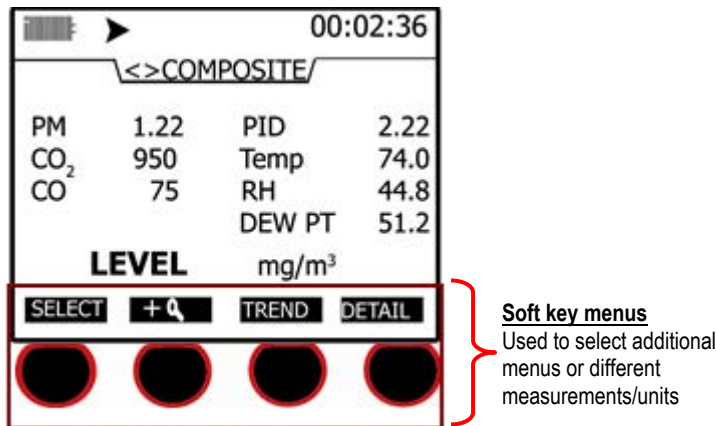 00:02:36
<>COMPOSITE
PM 1.22 PID 2.22
CO₂ 950 Temp 74.0
CO 75 RH 44.8
DEW PT 51.2
LEVEL mg/m³
SELECT + TREND DETAIL
Soft key menus
Used to select additional
menus or different
measurements/units